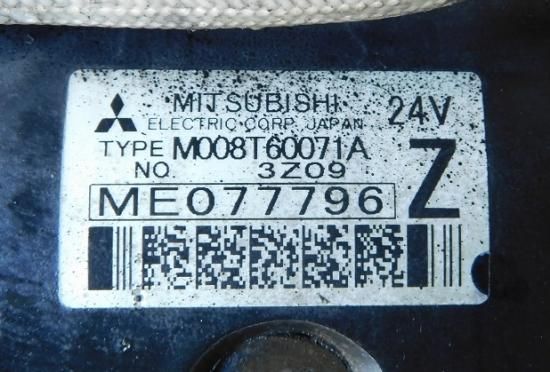 MITSUBISHI 24V
ELECTRIC CORP. JAPAN
TYPE M008T60071A
NO. 3Z09
ME077796 Z